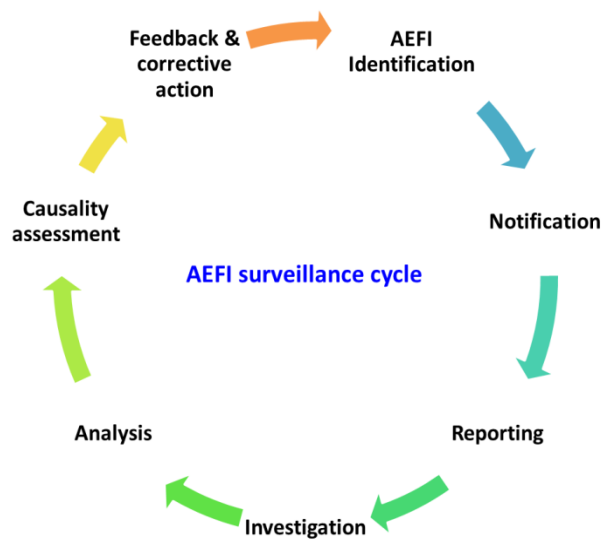 Feedback &
corrective
action
AEFI
Identification
Notification
Reporting
Investigation
Analysis
Causality
assessment
AEFI surveillance cycle